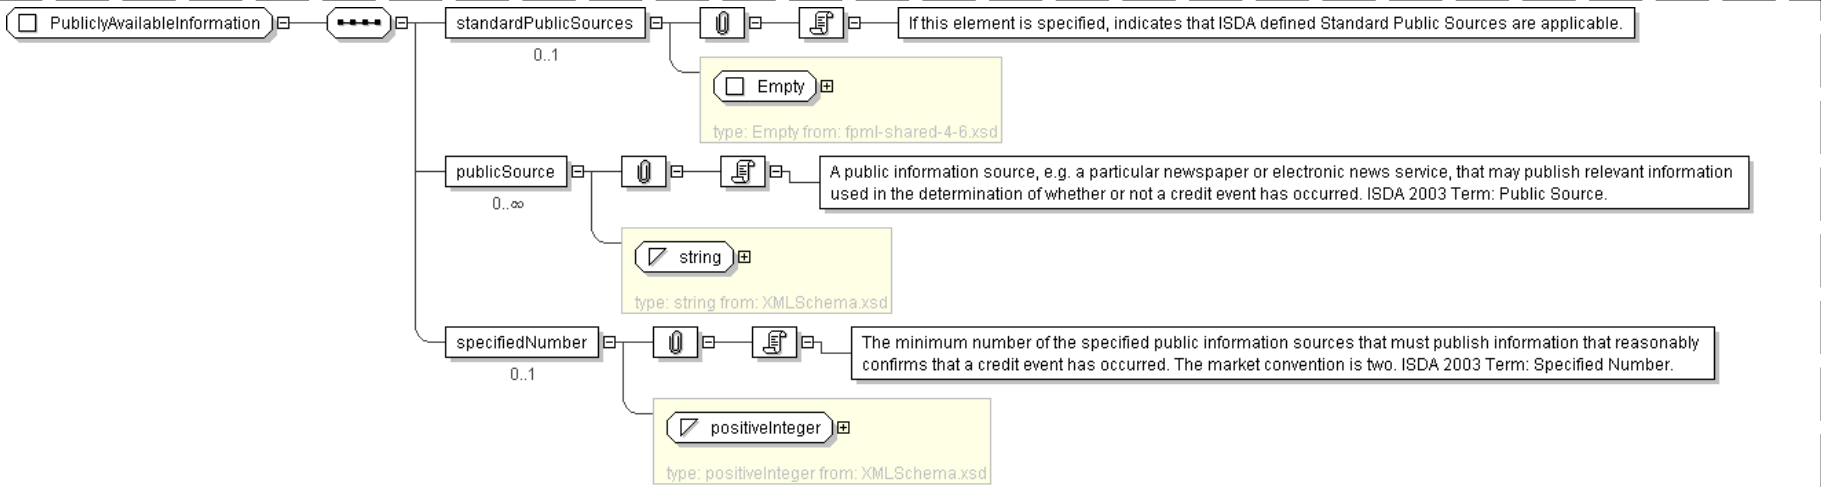 PubliclyAvailableInformation
standardPublicSources
If this element is specified, indicates that ISDA defined Standard Public Sources are applicable.
0..1
Empty
type: Empty from: fpml-shared-4-6.xsd
publicSource
A public information source, e.g. a particular newspaper or electronic news service, that may publish relevant information
used in the determination of whether or not a credit event has occurred. ISDA 2003 Term: Public Source.
0..∞
string
type: string from: XMLSchema.xsd
specifiedNumber
The minimum number of the specified public information sources that must publish information that reasonably
confirms that a credit event has occurred. The market convention is two. ISDA 2003 Term: Specified Number.
0..1
positiveInteger
type: positiveInteger from: XMLSchema.xsd